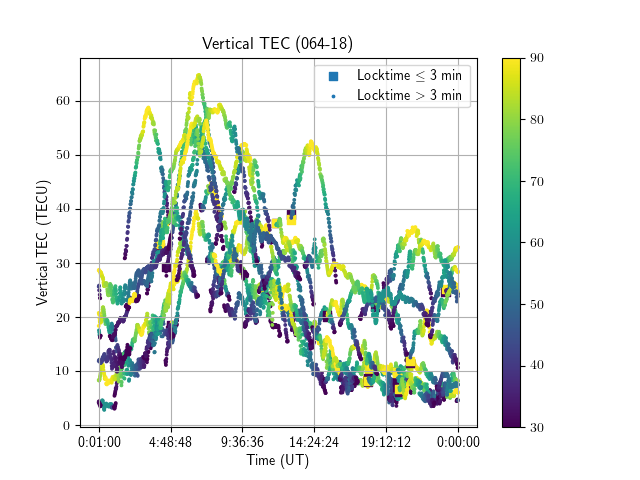 Vertical TEC (064-18)
Locktime ≤ 3 min
Locktime > 3 min
Vertical TEC (TECU)
60
50
40
30
20
10
0
0:01:00 4:48:48 9:36:36 14:24:24 19:12:12 0:00:00
Time (UT)
90
80
70
60
50
40
30